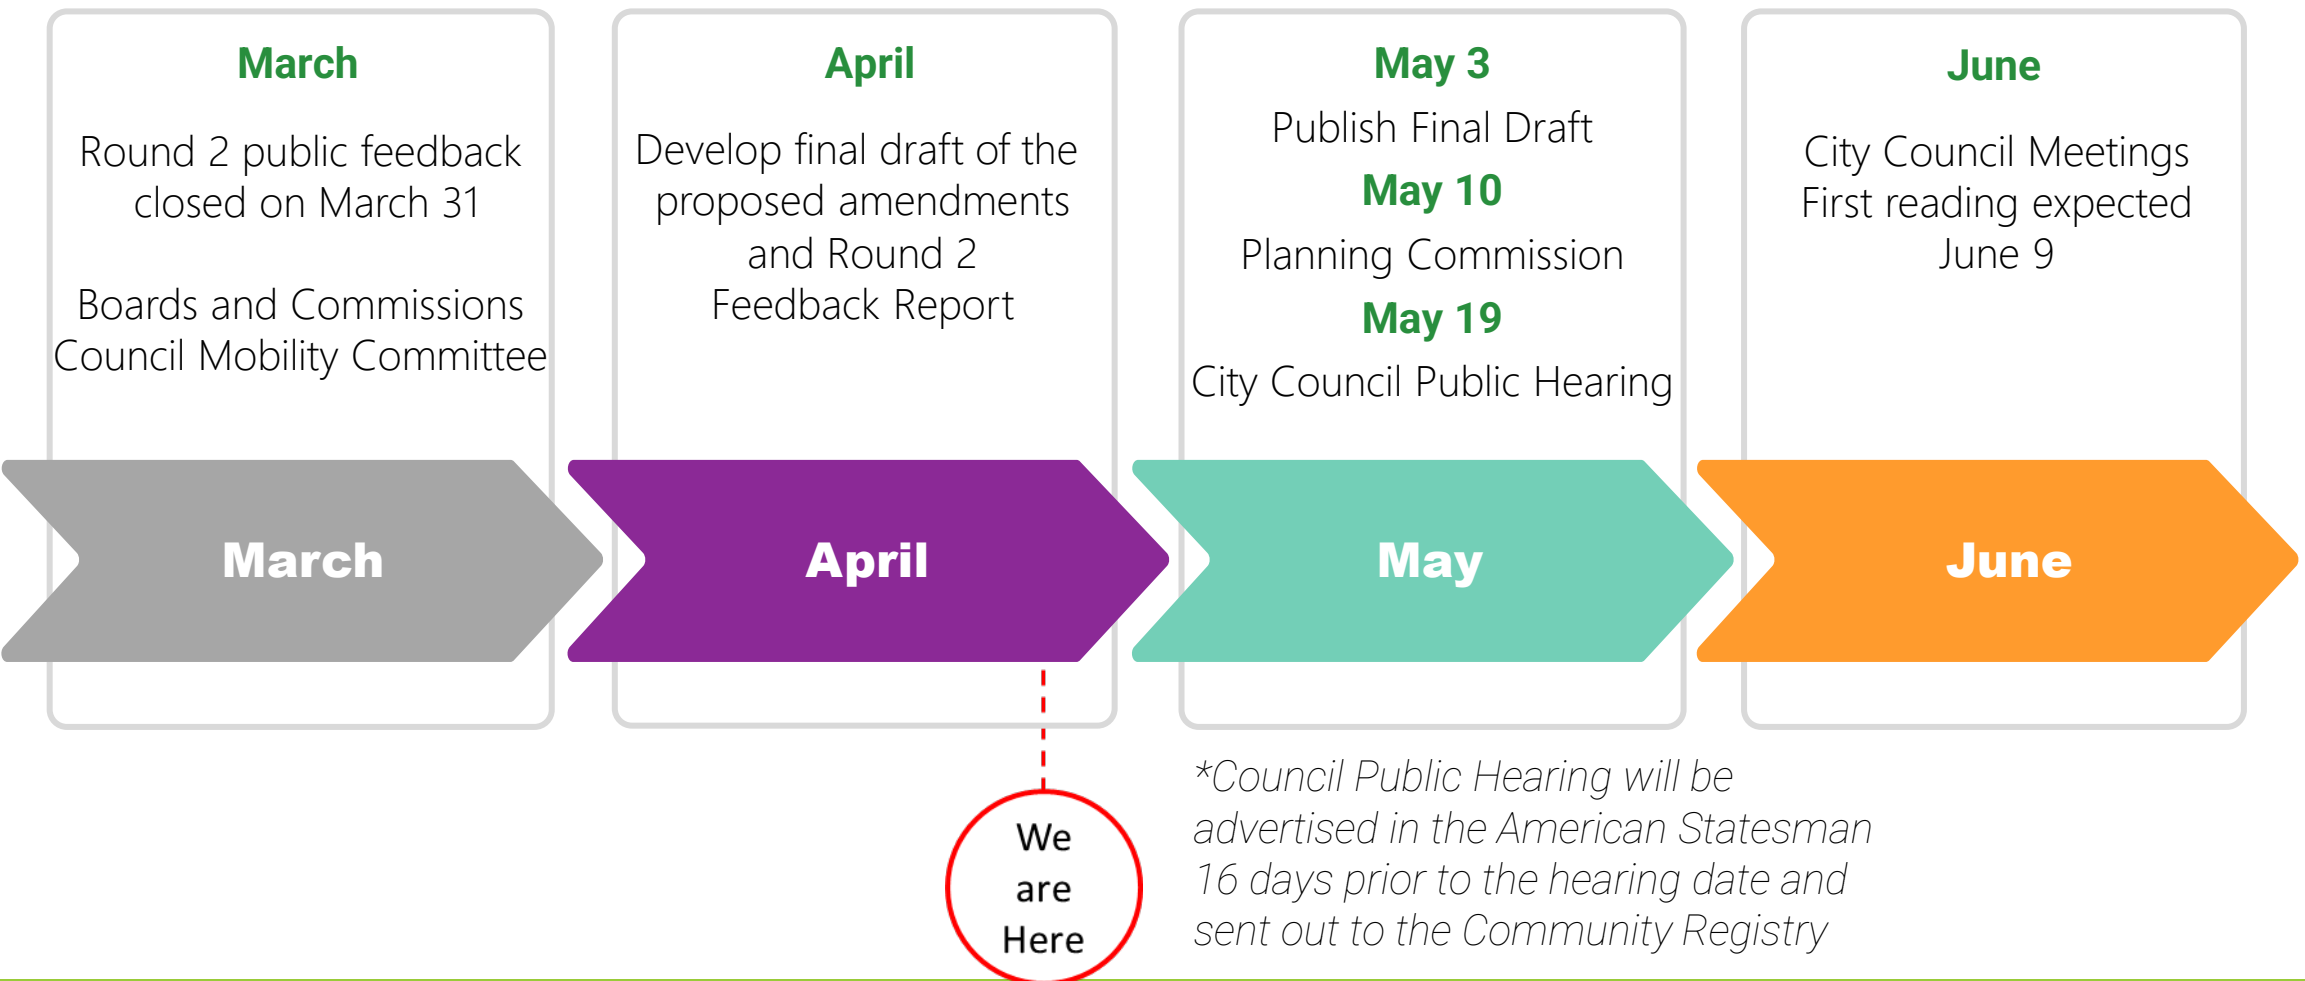 March
Round 2 public feedback
closed on March 31
Boards and Commissions
Council Mobility Committee
April
Develop final draft of the
proposed amendments
and Round 2
Feedback Report
May 3
Publish Final Draft
May 10
Planning Commission
May 19
City Council Public Hearing
June
City Council Meetings
First reading expected
June 9
March
April
May
June
We
are
Here
*Council Public Hearing will be
advertised in the American Statesman
16 days prior to the hearing date and
sent out to the Community Registry